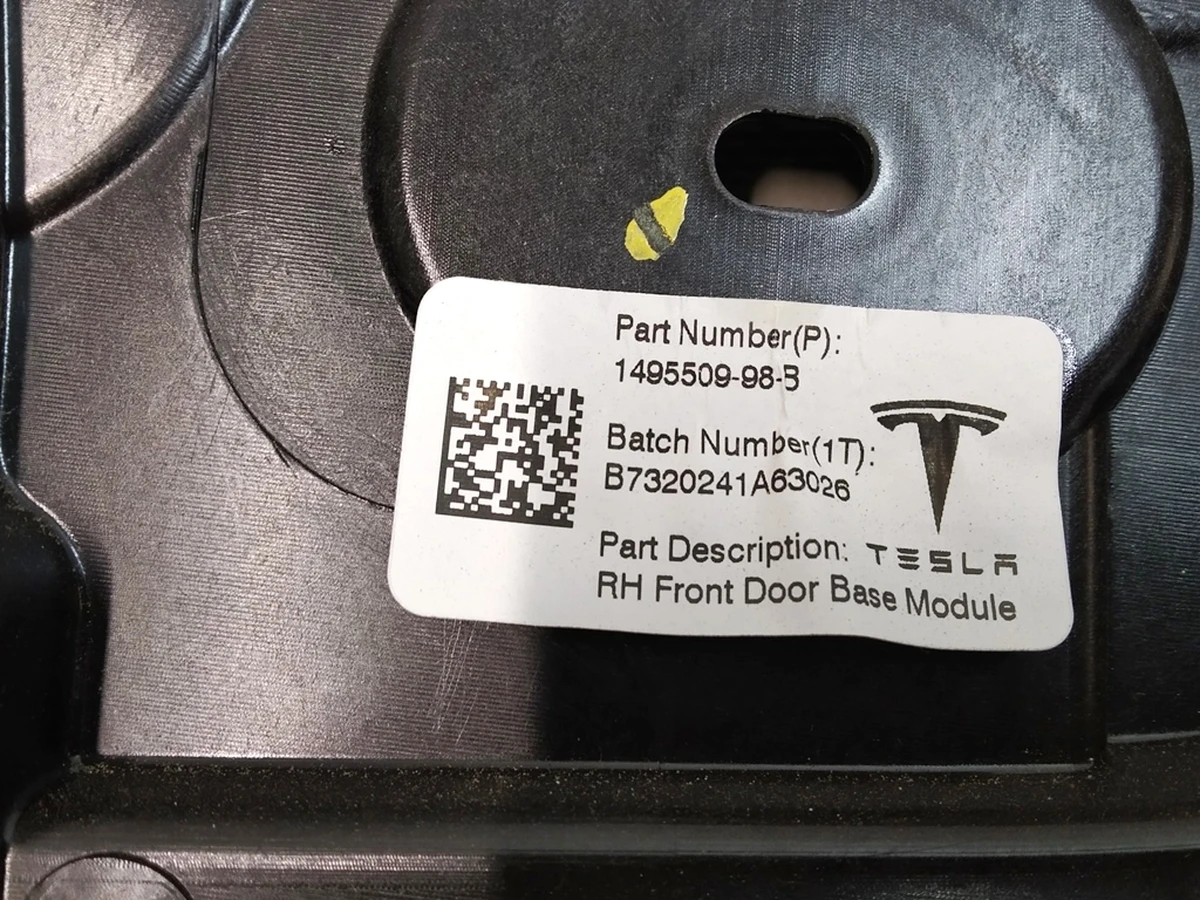 Part Number(P):
1495509-98-B
Batch Number(1T):
B7320241A63026
Part Description:
TESLA
RH Front Door Base Module